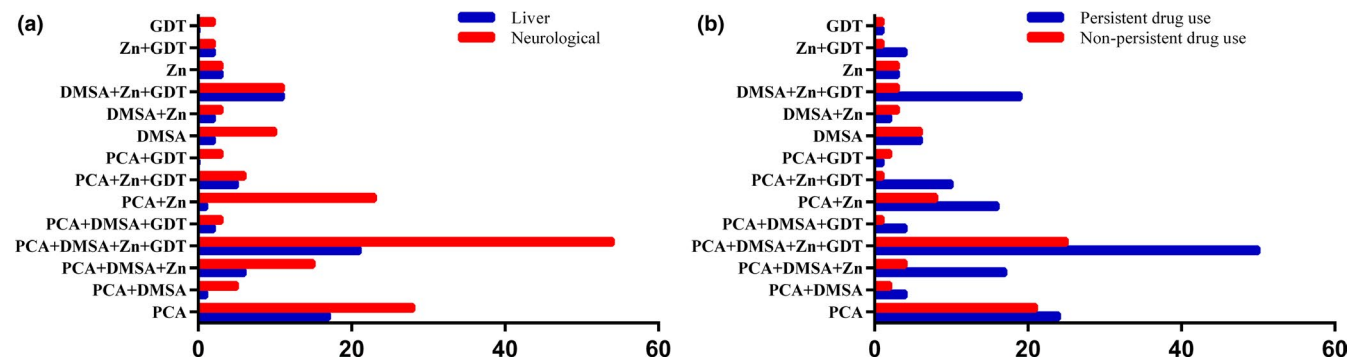 (a)
Liver
Neurological
GDT
Zn+GDT
Zn
DMSA+Zn+GDT
DMSA+Zn
DMSA
PCA+GDT
PCA+Zn+GDT
PCA+Zn
PCA+DMSA+GDT
PCA+DMSA+Zn+GDT
PCA+DMSA+Zn
PCA+DMSA
PCA
0 20 40 60
(b)
Persistent drug use
Non-persistent drug use
GDT
Zn+GDT
Zn
DMSA+Zn+GDT
DMSA+Zn
DMSA
PCA+GDT
PCA+Zn+GDT
PCA+Zn
PCA+DMSA+GDT
PCA+DMSA+Zn+GDT
PCA+DMSA+Zn
PCA+DMSA
PCA
0 20 40 60